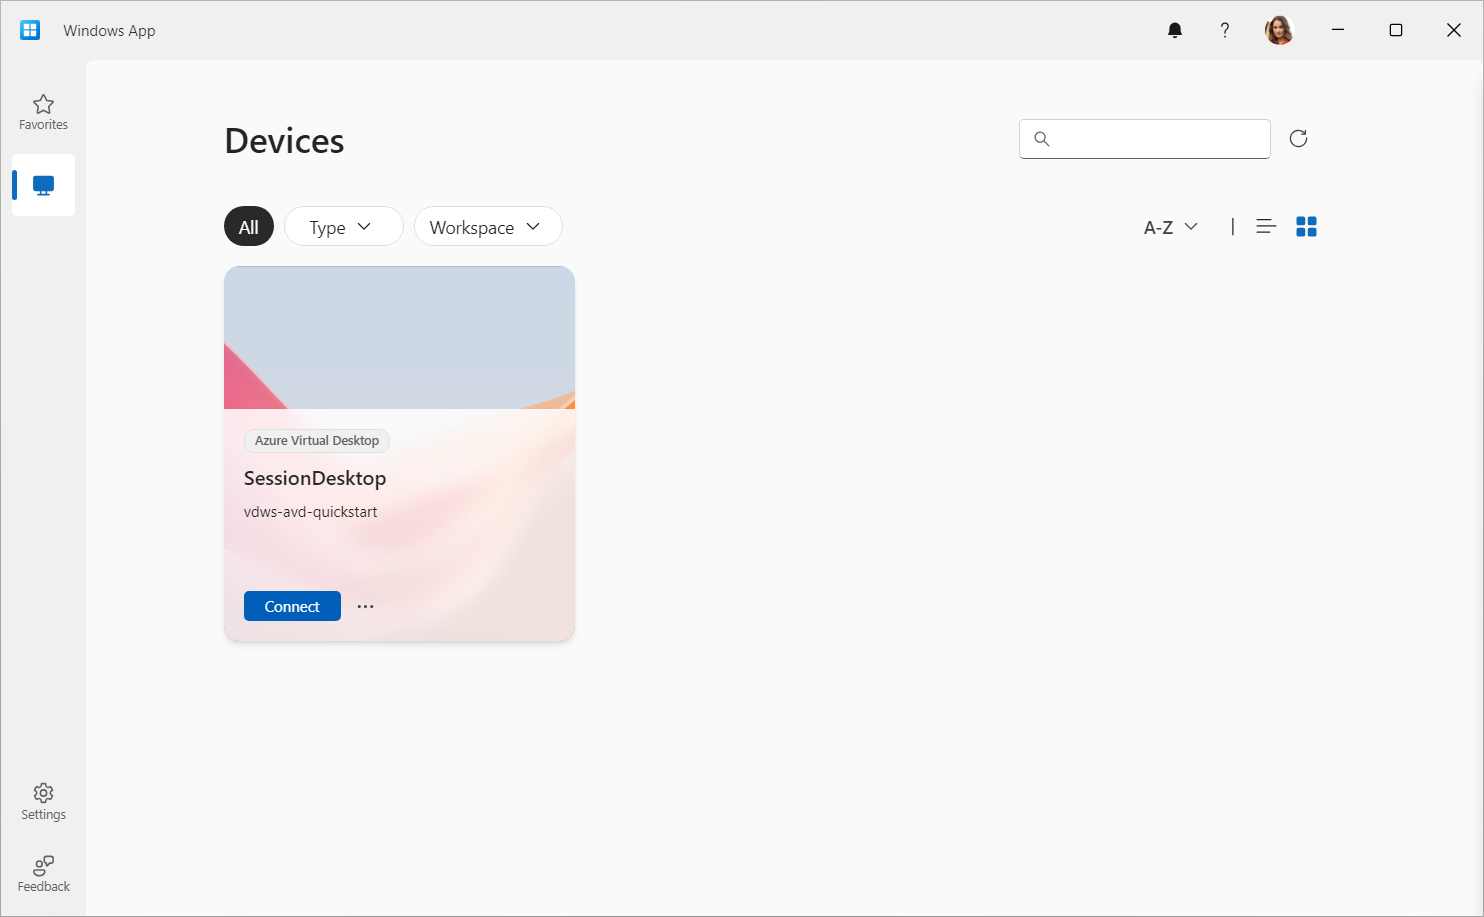 Windows App
?
Favorites
Devices
All
Type
Workspace
A-Z
Azure Virtual Desktop
SessionDesktop
vdws-avd-quickstart
Connect
Settings
Feedback